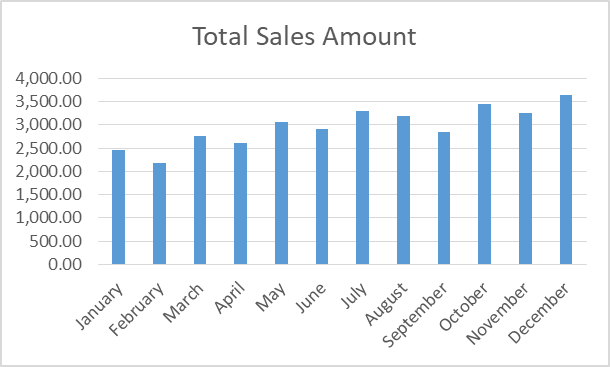 Total Sales Amount
4,000.00
3,500.00
3,000.00
2,500.00
2,000.00
1,500.00
1,000.00
500.00
0.00
January
February
March
April
May
June
July
August
September
October
November
December